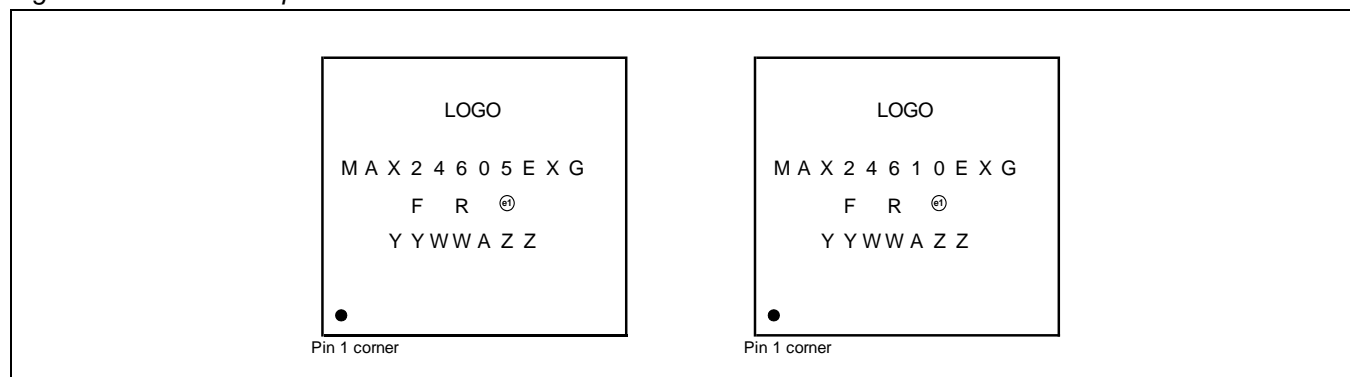 LOGO
MAX24605EXG
F R e1
YYWWAZZ
Pin 1 corner
LOGO
MAX24610EXG
F R e1
YYWWAZZ
Pin 1 corner